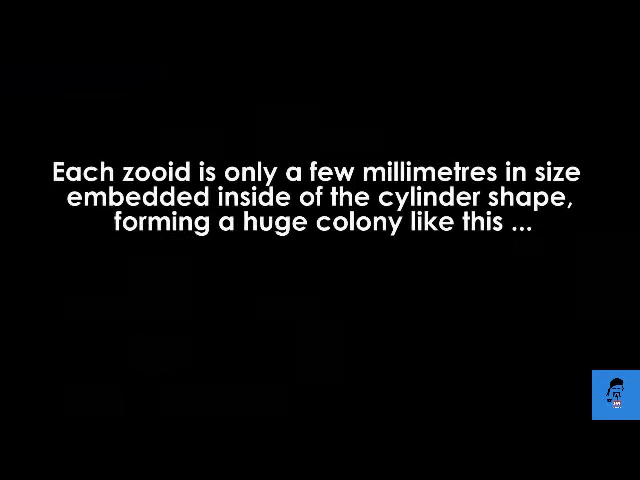 Each zooid is only a few millimetres in size
embedded inside of the cylinder shape,
forming a huge colony like this ...